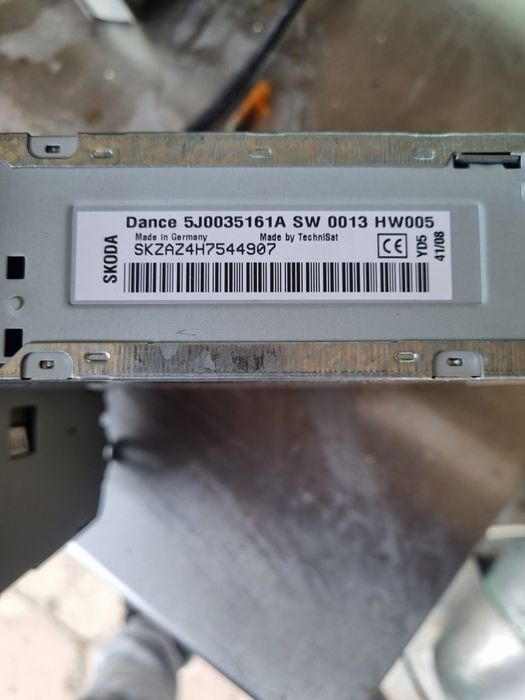 SKODA
Dance 5J0035161A SW 0013 HW005
Made in Germany Made by TechniSat
SKZAZ4H7544907
CE
YD5
41/08